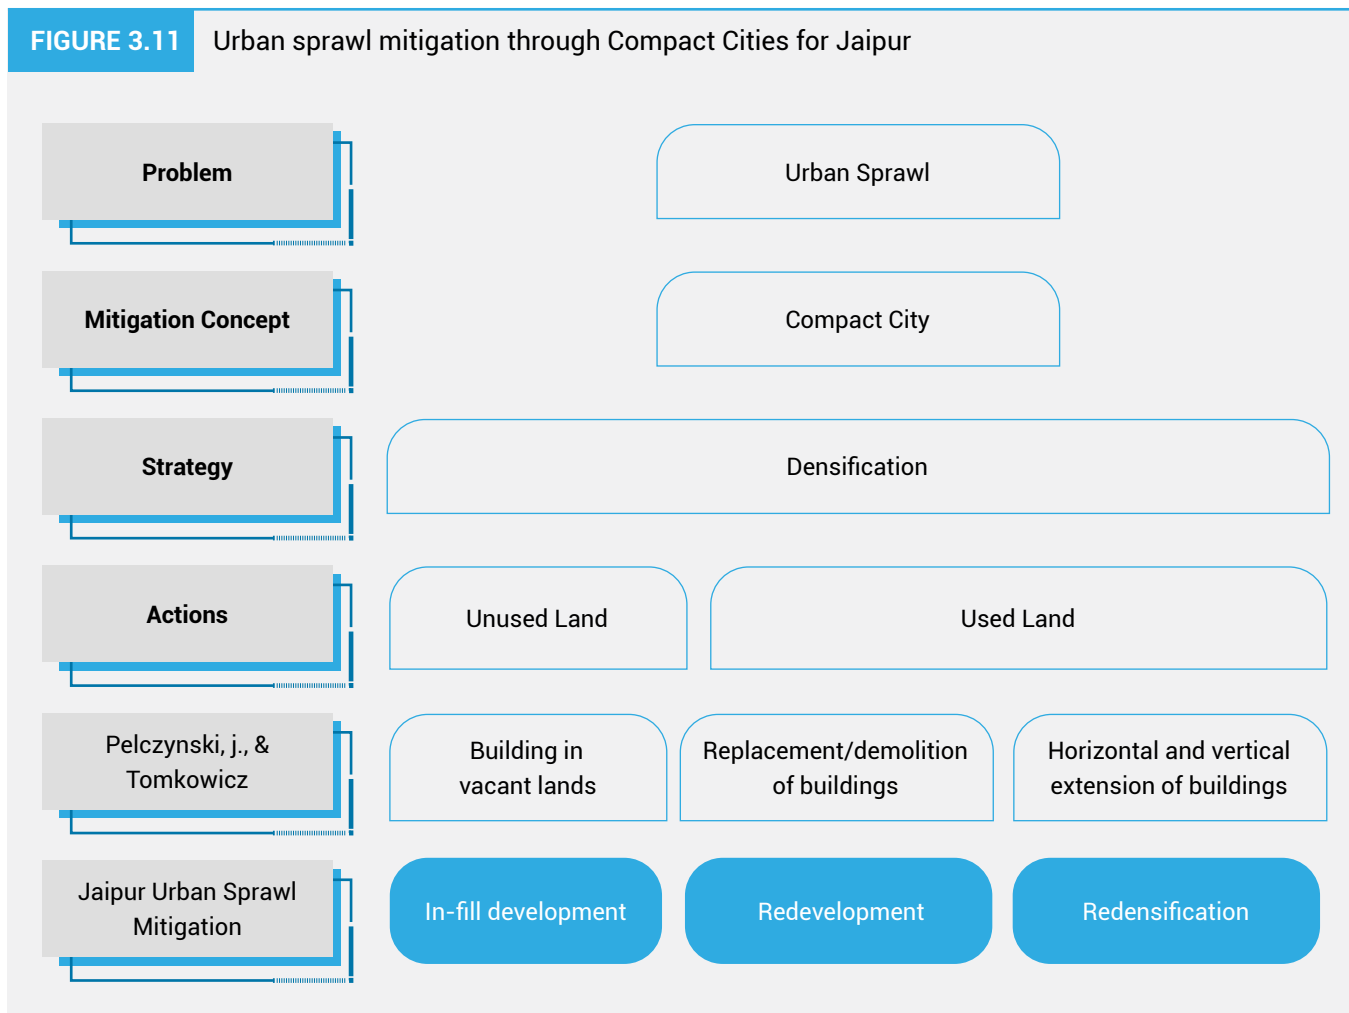 FIGURE 3.11 Urban sprawl mitigation through Compact Cities for Jaipur
Problem
Urban Sprawl
Mitigation Concept
Compact City
Strategy
Densification
Actions
Unused Land
Used Land
Pelczynski, j., &
Tomkowicz
Building in
vacant lands
Replacement/demolition
of buildings
Horizontal and vertical
extension of buildings
Jaipur Urban Sprawl
Mitigation
In-fill development
Redevelopment
Redensification